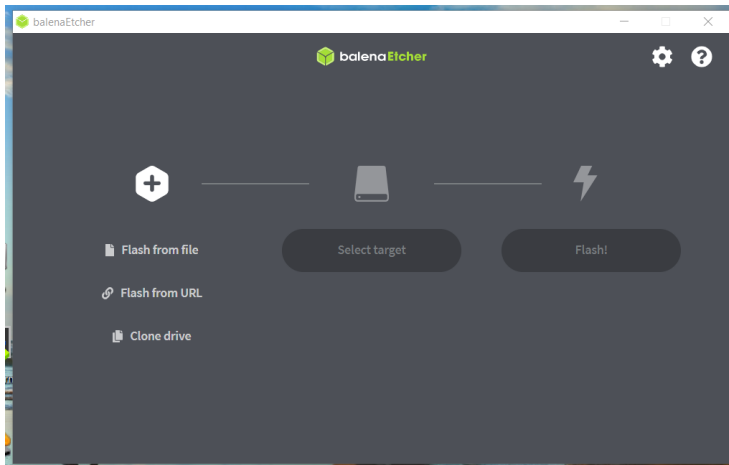 balenaEtcher
balenaEtcher
Flash from file
Select target
Flash!
Flash from URL
Clone drive